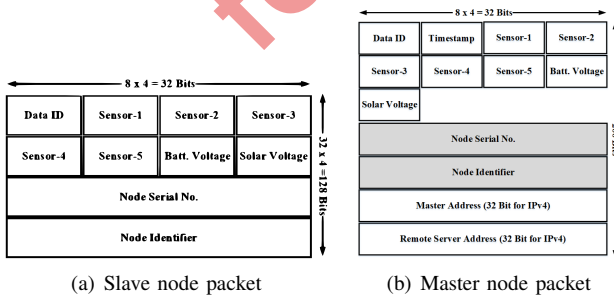 8 x 4 = 32 Bits
Data ID Sensor-1 Sensor-2 Sensor-3
Sensor-4 Sensor-5 Batt. Voltage Solar Voltage
Node Serial No.
Node Identifier
32 x 4 =128 Bits
(a) Slave node packet
8 x 4 = 32 Bits
Data ID Timestamp Sensor-1 Sensor-2
Sensor-3 Sensor-4 Sensor-5 Batt. Voltage
Solar Voltage
Node Serial No.
Node Identifier
Master Address (32 Bit for IPv4)
Remote Server Address (32 Bit for IPv4)
(b) Master node packet